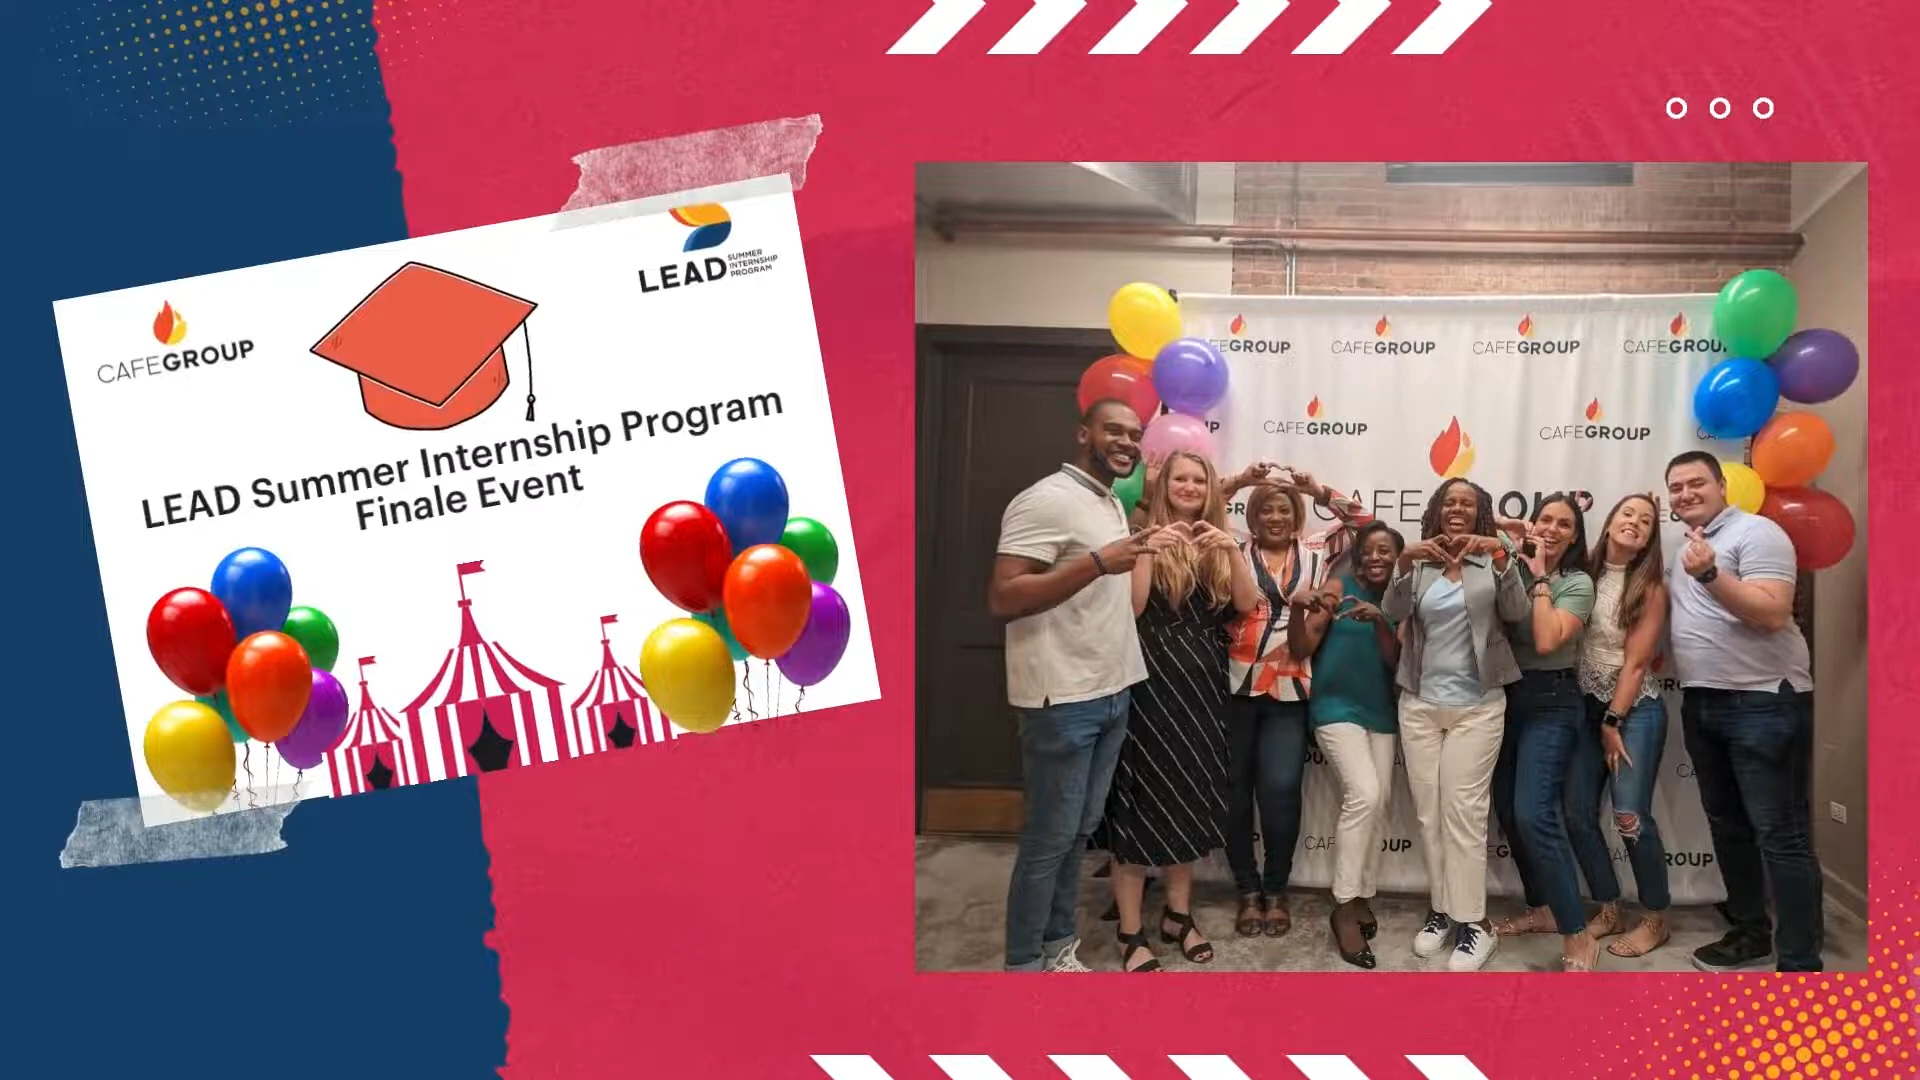 CAFEGROUP
LEAD
SUMMER
INTERNSHIP
PROGRAM
LEAD Summer Internship Program
Finale Event
CAFEGROUP
CAFEGROUP
CAFEGROUP
CAFEGROUP
CAFEGROUP